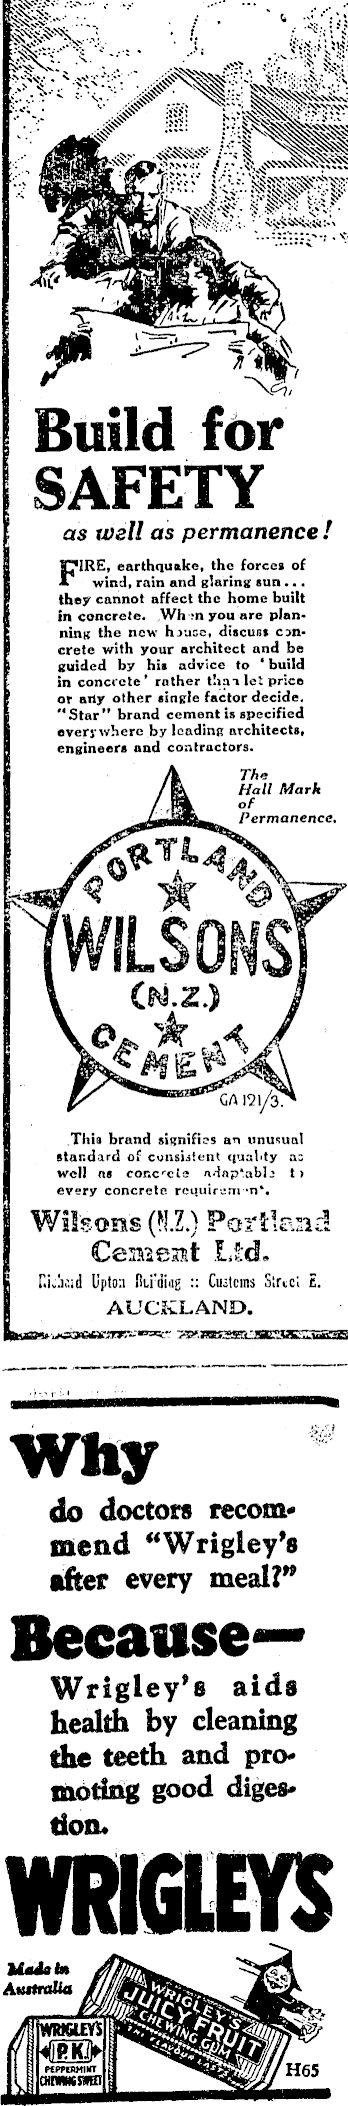 Build for
SAFETY
as well as permanence!
FIRE, earthquake, the forces of
wind, rain and glaring sun...
they cannot affect the home built
in concrete. When you are plan-
ning the new house, discuss con-
crete with your architect and be
guided by his advice to 'build
in concrete' rather than let price
or any other single factor decide.
"Star" brand cement is specified
everywhere by leading architects,
engineers and contractors.
The
Hall Mark
of
Permanence.
PORTLAND
WILSONS
(N.Z.)
CEMENT
GA 121/3.
This brand signifies an unusual
standard of consistent quality as
well as concrete adaptable to
every concrete requirement.
Wilsons (N.Z.) Portland
Cement Ltd.
Richard Upton Building :: Customs Street E.
AUCKLAND.
Why
do doctors recom-
mend "Wrigley's
after every meal?"
Because—
Wrigley's aids
health by cleaning
the teeth and pro-
moting good diges-
tion.
WRIGLEY'S
Made in
Australia
WRIGLEY'S
JUICY FRUIT
CHEWING GUM
THE FLAVOUR LASTS
WRIGLEY'S
P.K.
PEPPERMINT
CHEWING SWEET
H65